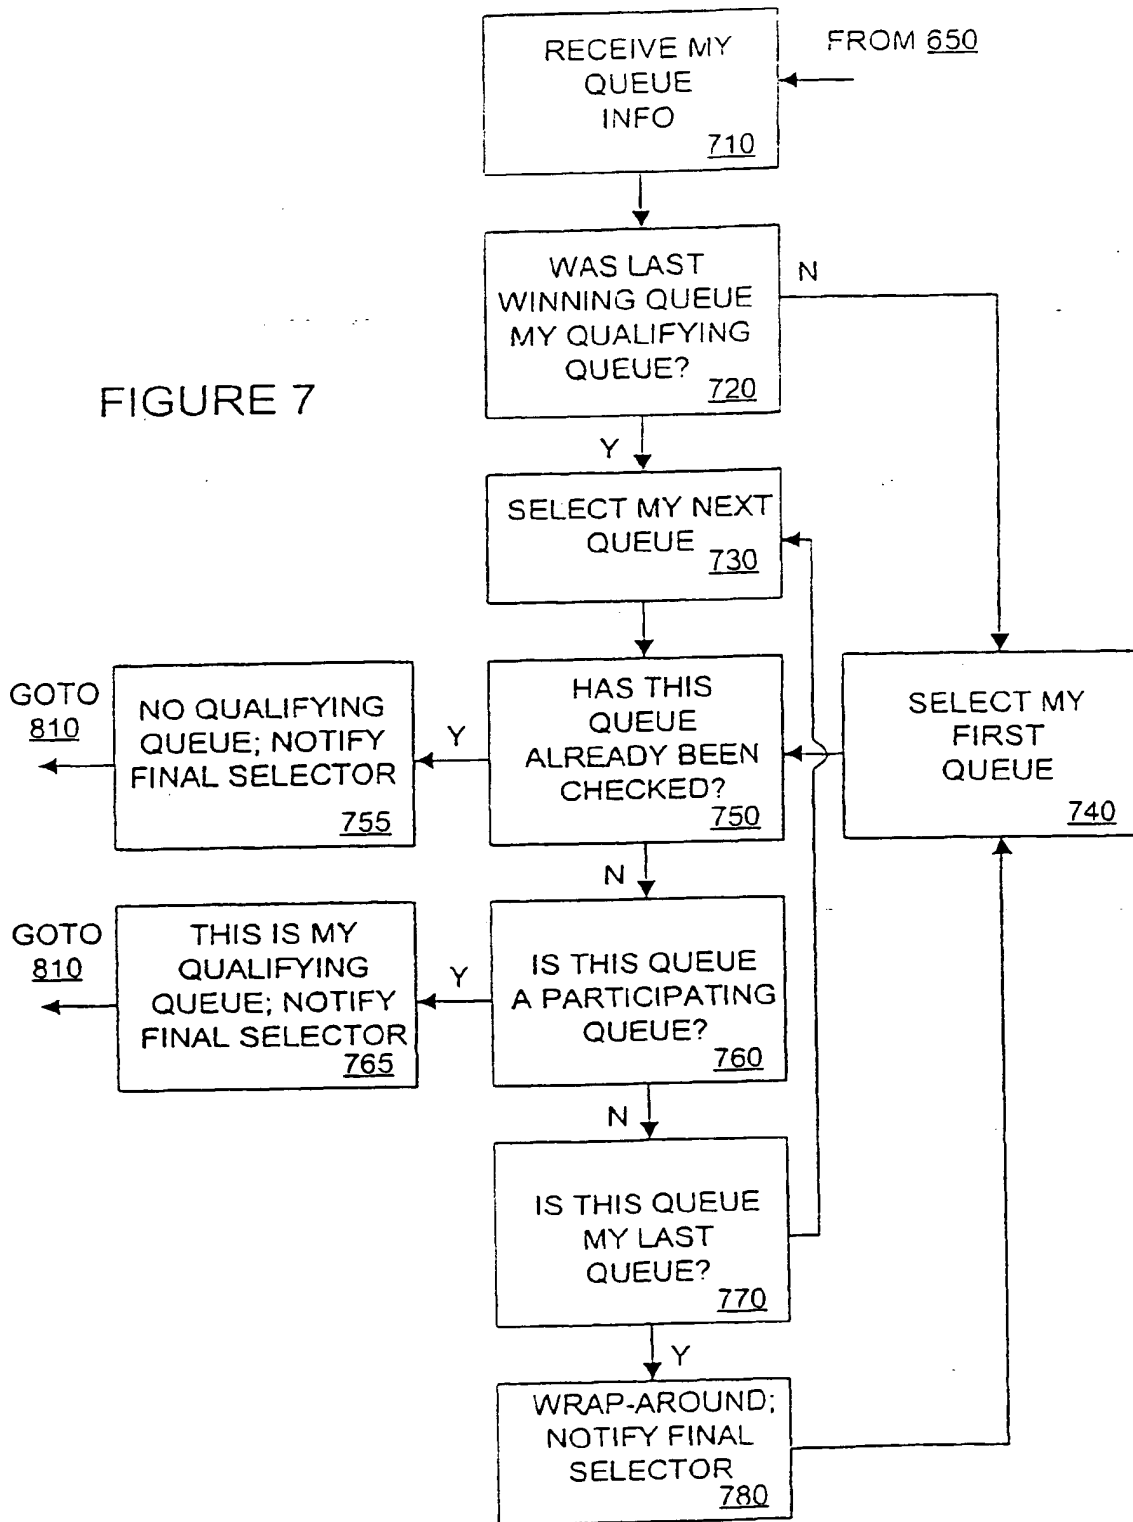 RECEIVE MY
QUEUE
INFO
710
FROM 650
WAS LAST
WINNING QUEUE
MY QUALIFYING
QUEUE?
720
N
FIGURE 7
Y
SELECT MY NEXT
QUEUE
730
HAS THIS
QUEUE
ALREADY BEEN
CHECKED?
750
SELECT MY
FIRST
QUEUE
740
Y
NO QUALIFYING
QUEUE; NOTIFY
FINAL SELECTOR
755
GOTO
810
N
IS THIS QUEUE
A PARTICIPATING
QUEUE?
760
Y
THIS IS MY
QUALIFYING
QUEUE; NOTIFY
FINAL SELECTOR
765
GOTO
810
N
IS THIS QUEUE
MY LAST
QUEUE?
770
Y
WRAP-AROUND;
NOTIFY FINAL
SELECTOR
780